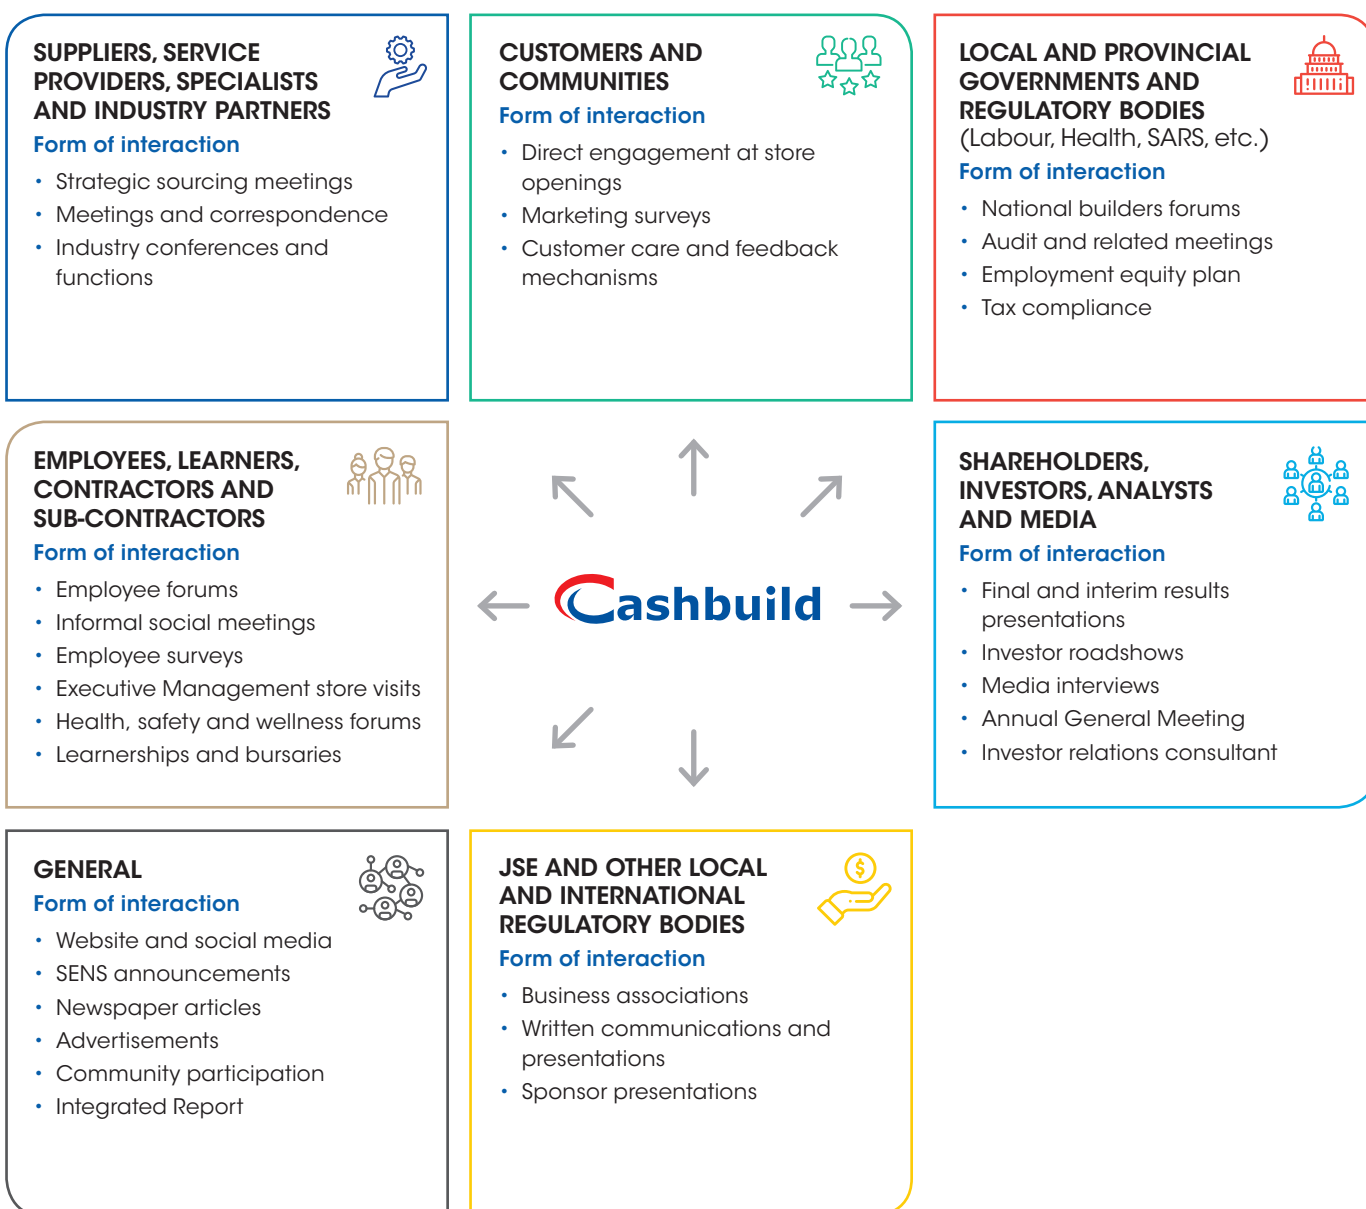 SUPPLIERS, SERVICE
PROVIDERS, SPECIALISTS
AND INDUSTRY PARTNERS
Form of interaction
• Strategic sourcing meetings
• Meetings and correspondence
• Industry conferences and
functions
CUSTOMERS AND
COMMUNITIES
Form of interaction
• Direct engagement at store
openings
• Marketing surveys
• Customer care and feedback
mechanisms
LOCAL AND PROVINCIAL
GOVERNMENTS AND
REGULATORY BODIES
(Labour, Health, SARS, etc.)
Form of interaction
• National builders forums
• Audit and related meetings
• Employment equity plan
• Tax compliance
EMPLOYEES, LEARNERS,
CONTRACTORS AND
SUB-CONTRACTORS
Form of interaction
• Employee forums
• Informal social meetings
• Employee surveys
• Executive Management store visits
• Health, safety and wellness forums
• Learnerships and bursaries
Cashbuild
SHAREHOLDERS,
INVESTORS, ANALYSTS
AND MEDIA
Form of interaction
• Final and interim results
presentations
• Investor roadshows
• Media interviews
• Annual General Meeting
• Investor relations consultant
GENERAL
Form of interaction
• Website and social media
• SENS announcements
• Newspaper articles
• Advertisements
• Community participation
• Integrated Report
JSE AND OTHER LOCAL
AND INTERNATIONAL
REGULATORY BODIES
Form of interaction
• Business associations
• Written communications and
presentations
• Sponsor presentations
$